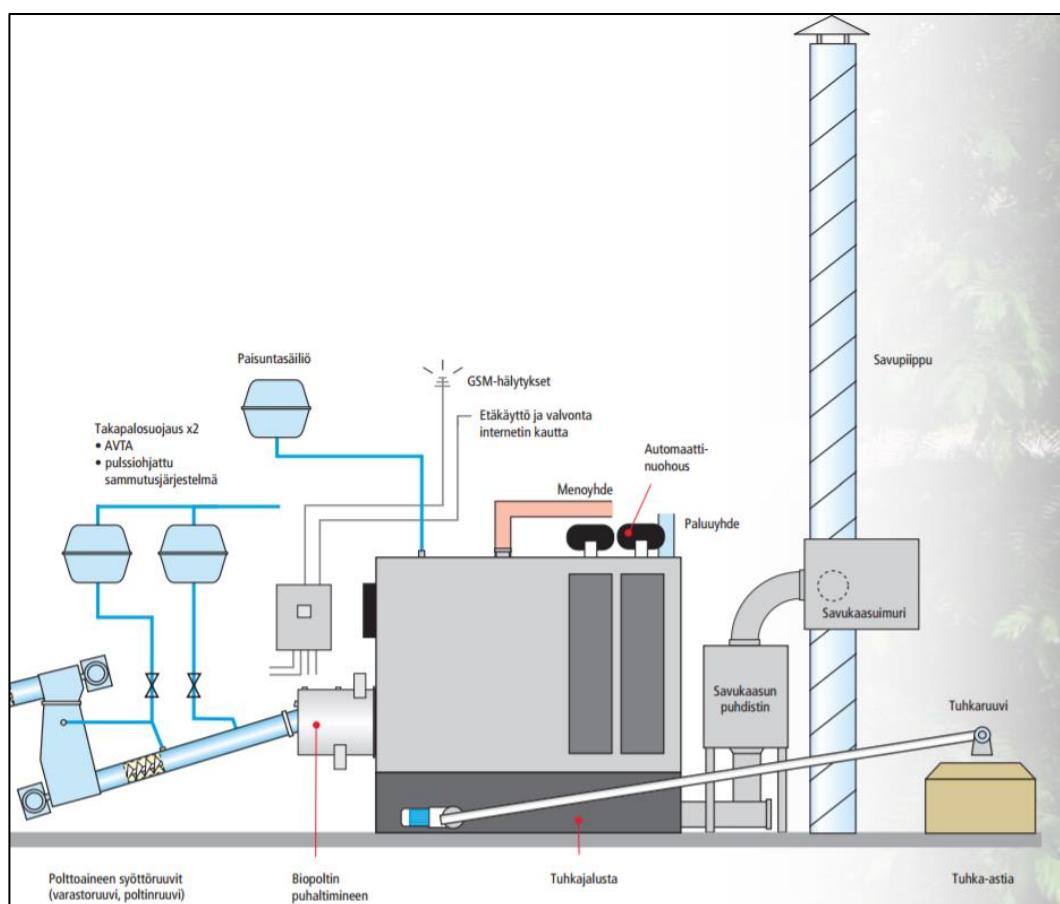 Savupiippu
Paisuntasäiliö
GSM-hälytykset
Etäkäyttö ja valvonta
internetin kautta
Takapalosuojaus x2
• AVTA
• pulssiohjattu
sammutusjärjestelmä
Automaatti-
nuohous
Menoyhde
Paluuyhde
Savukaasuimuri
Savukaasun
puhdistin
Tuhkaruuvi
Polttoaineen syöttöruuvit
(varastoruuvi, poltinruuvi)
Biopoltin
puhaltimineen
Tuhkajalusta
Tuhka-astia